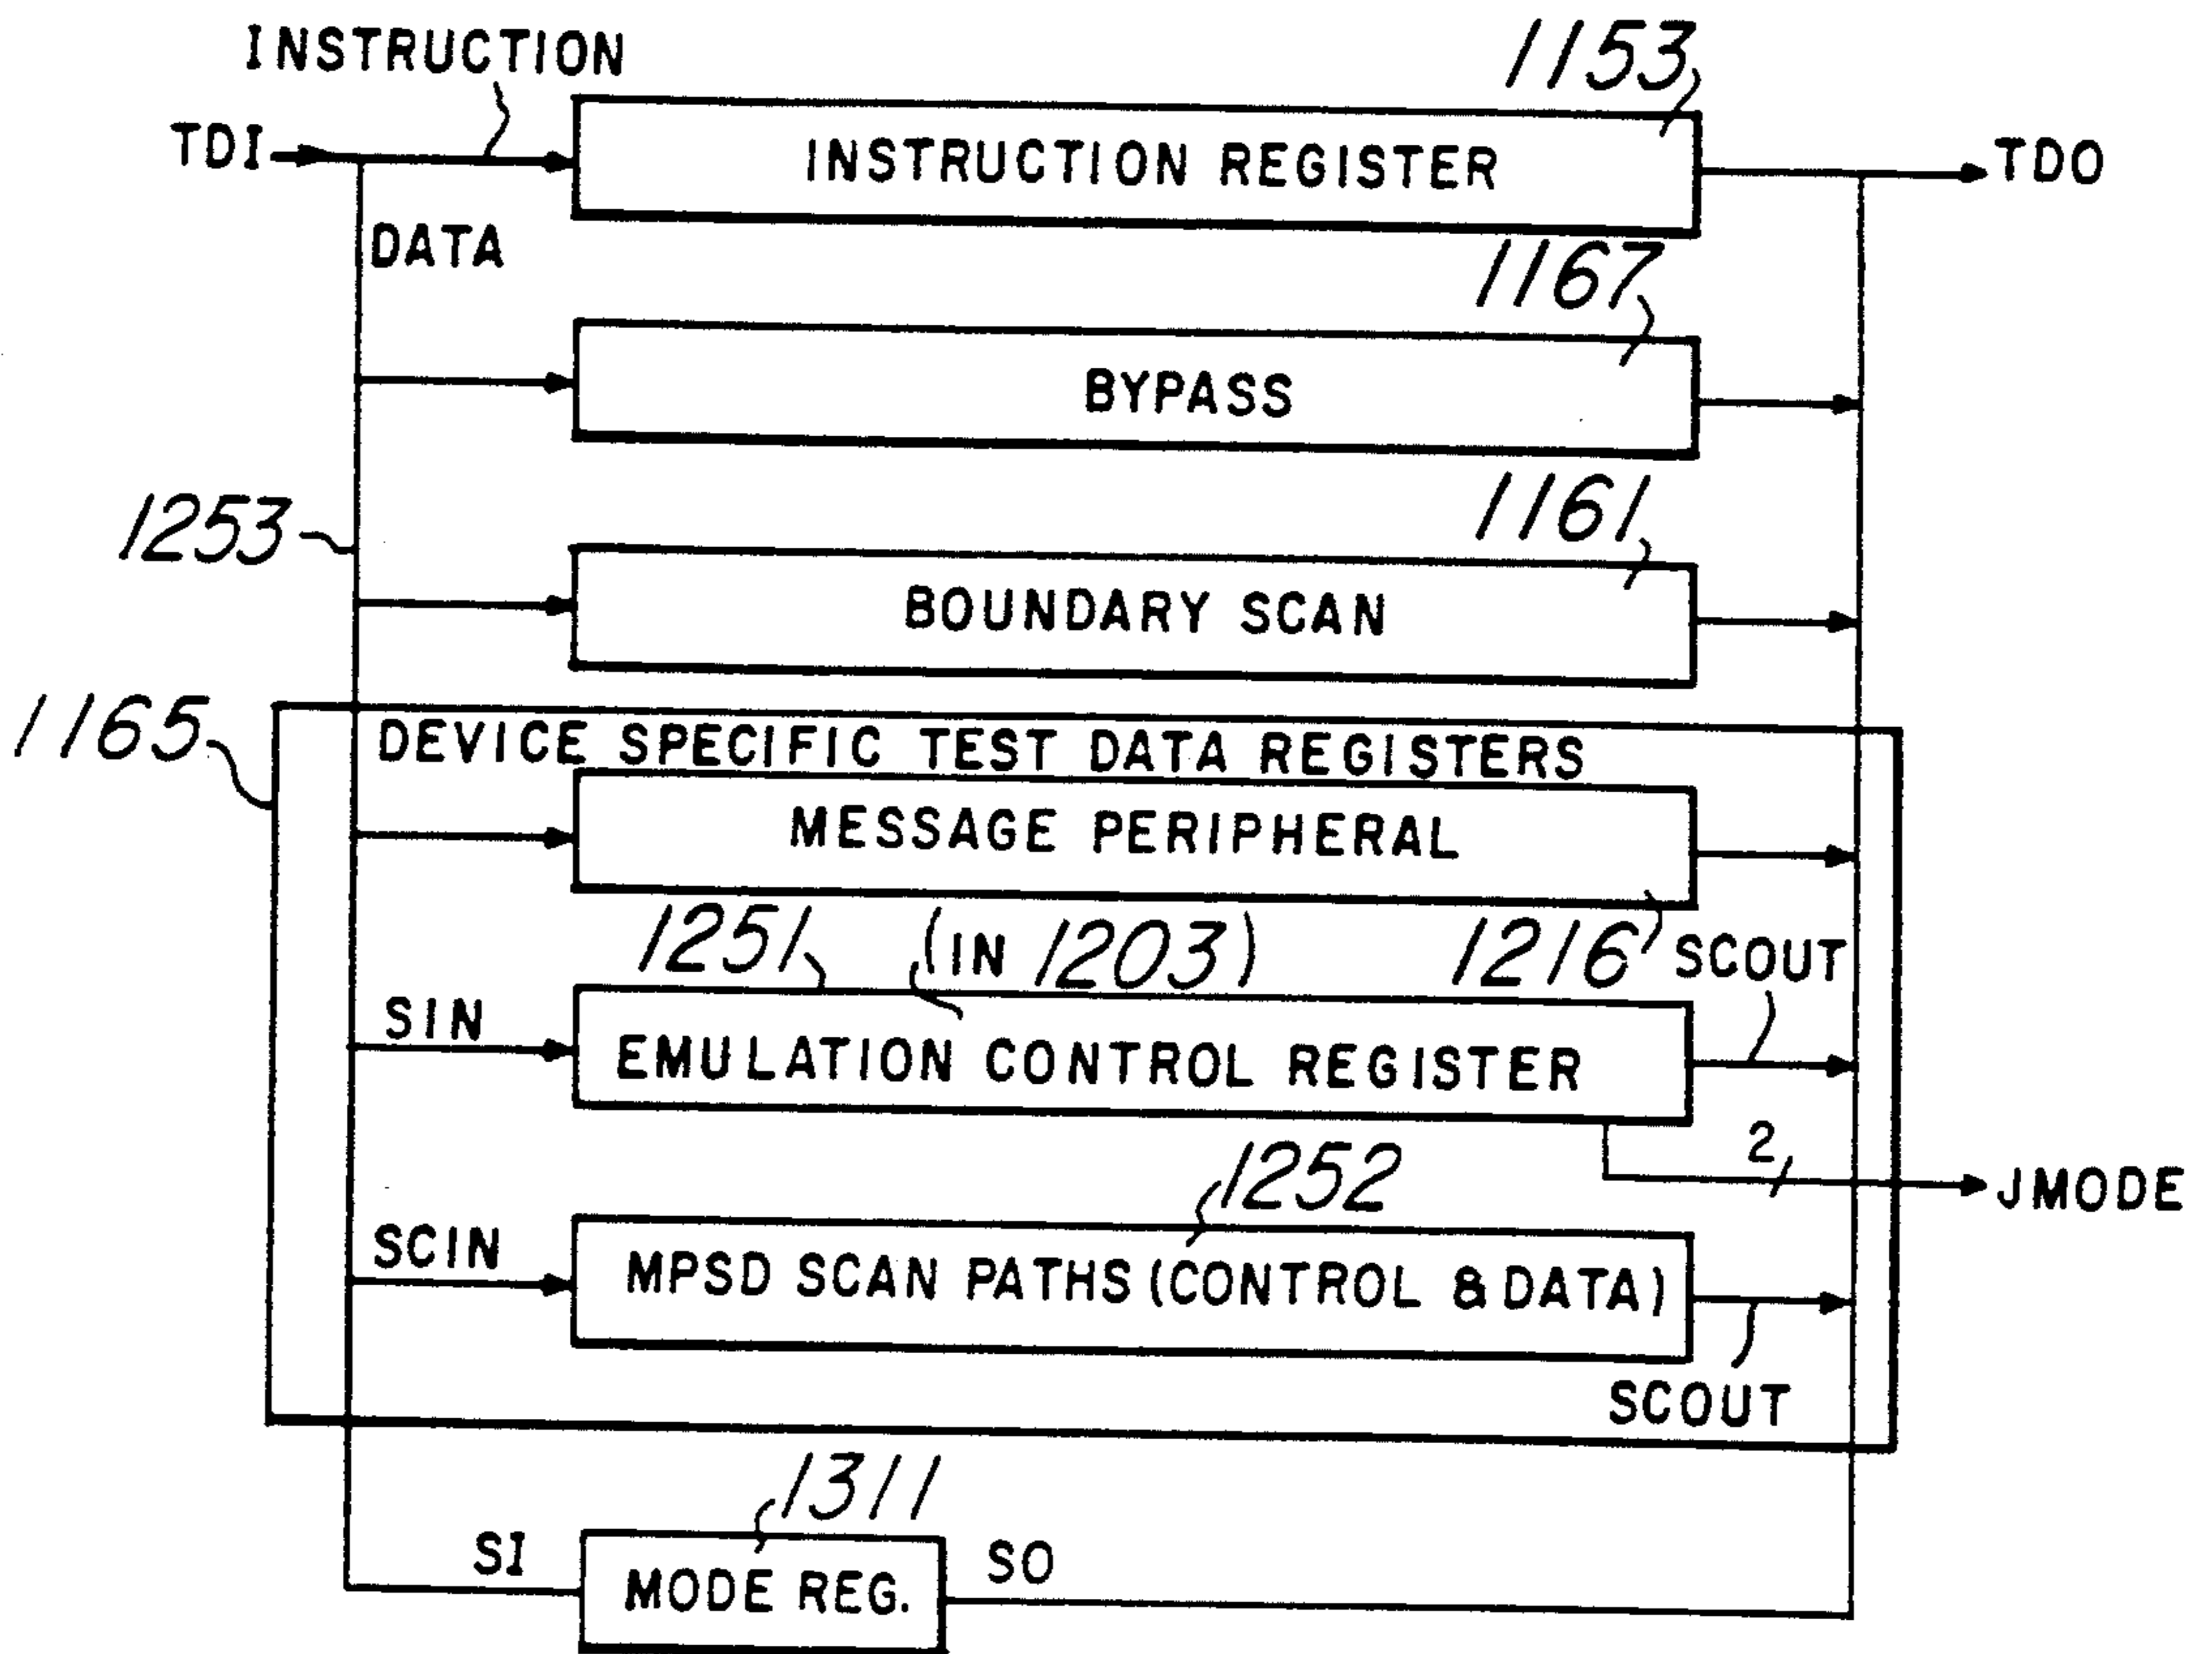 INSTRUCTION
1153
TDI
INSTRUCTION REGISTER
TDO
DATA
1167
BYPASS
1253
1161
BOUNDARY SCAN
1165
DEVICE SPECIFIC TEST DATA REGISTERS
MESSAGE PERIPHERAL
1251
(IN 1203)
1216
SCOUT
SIN
EMULATION CONTROL REGISTER
2
JMODE
1252
SCIN
MPSD SCAN PATHS (CONTROL & DATA)
SCOUT
1311
SI
MODE REG.
SO